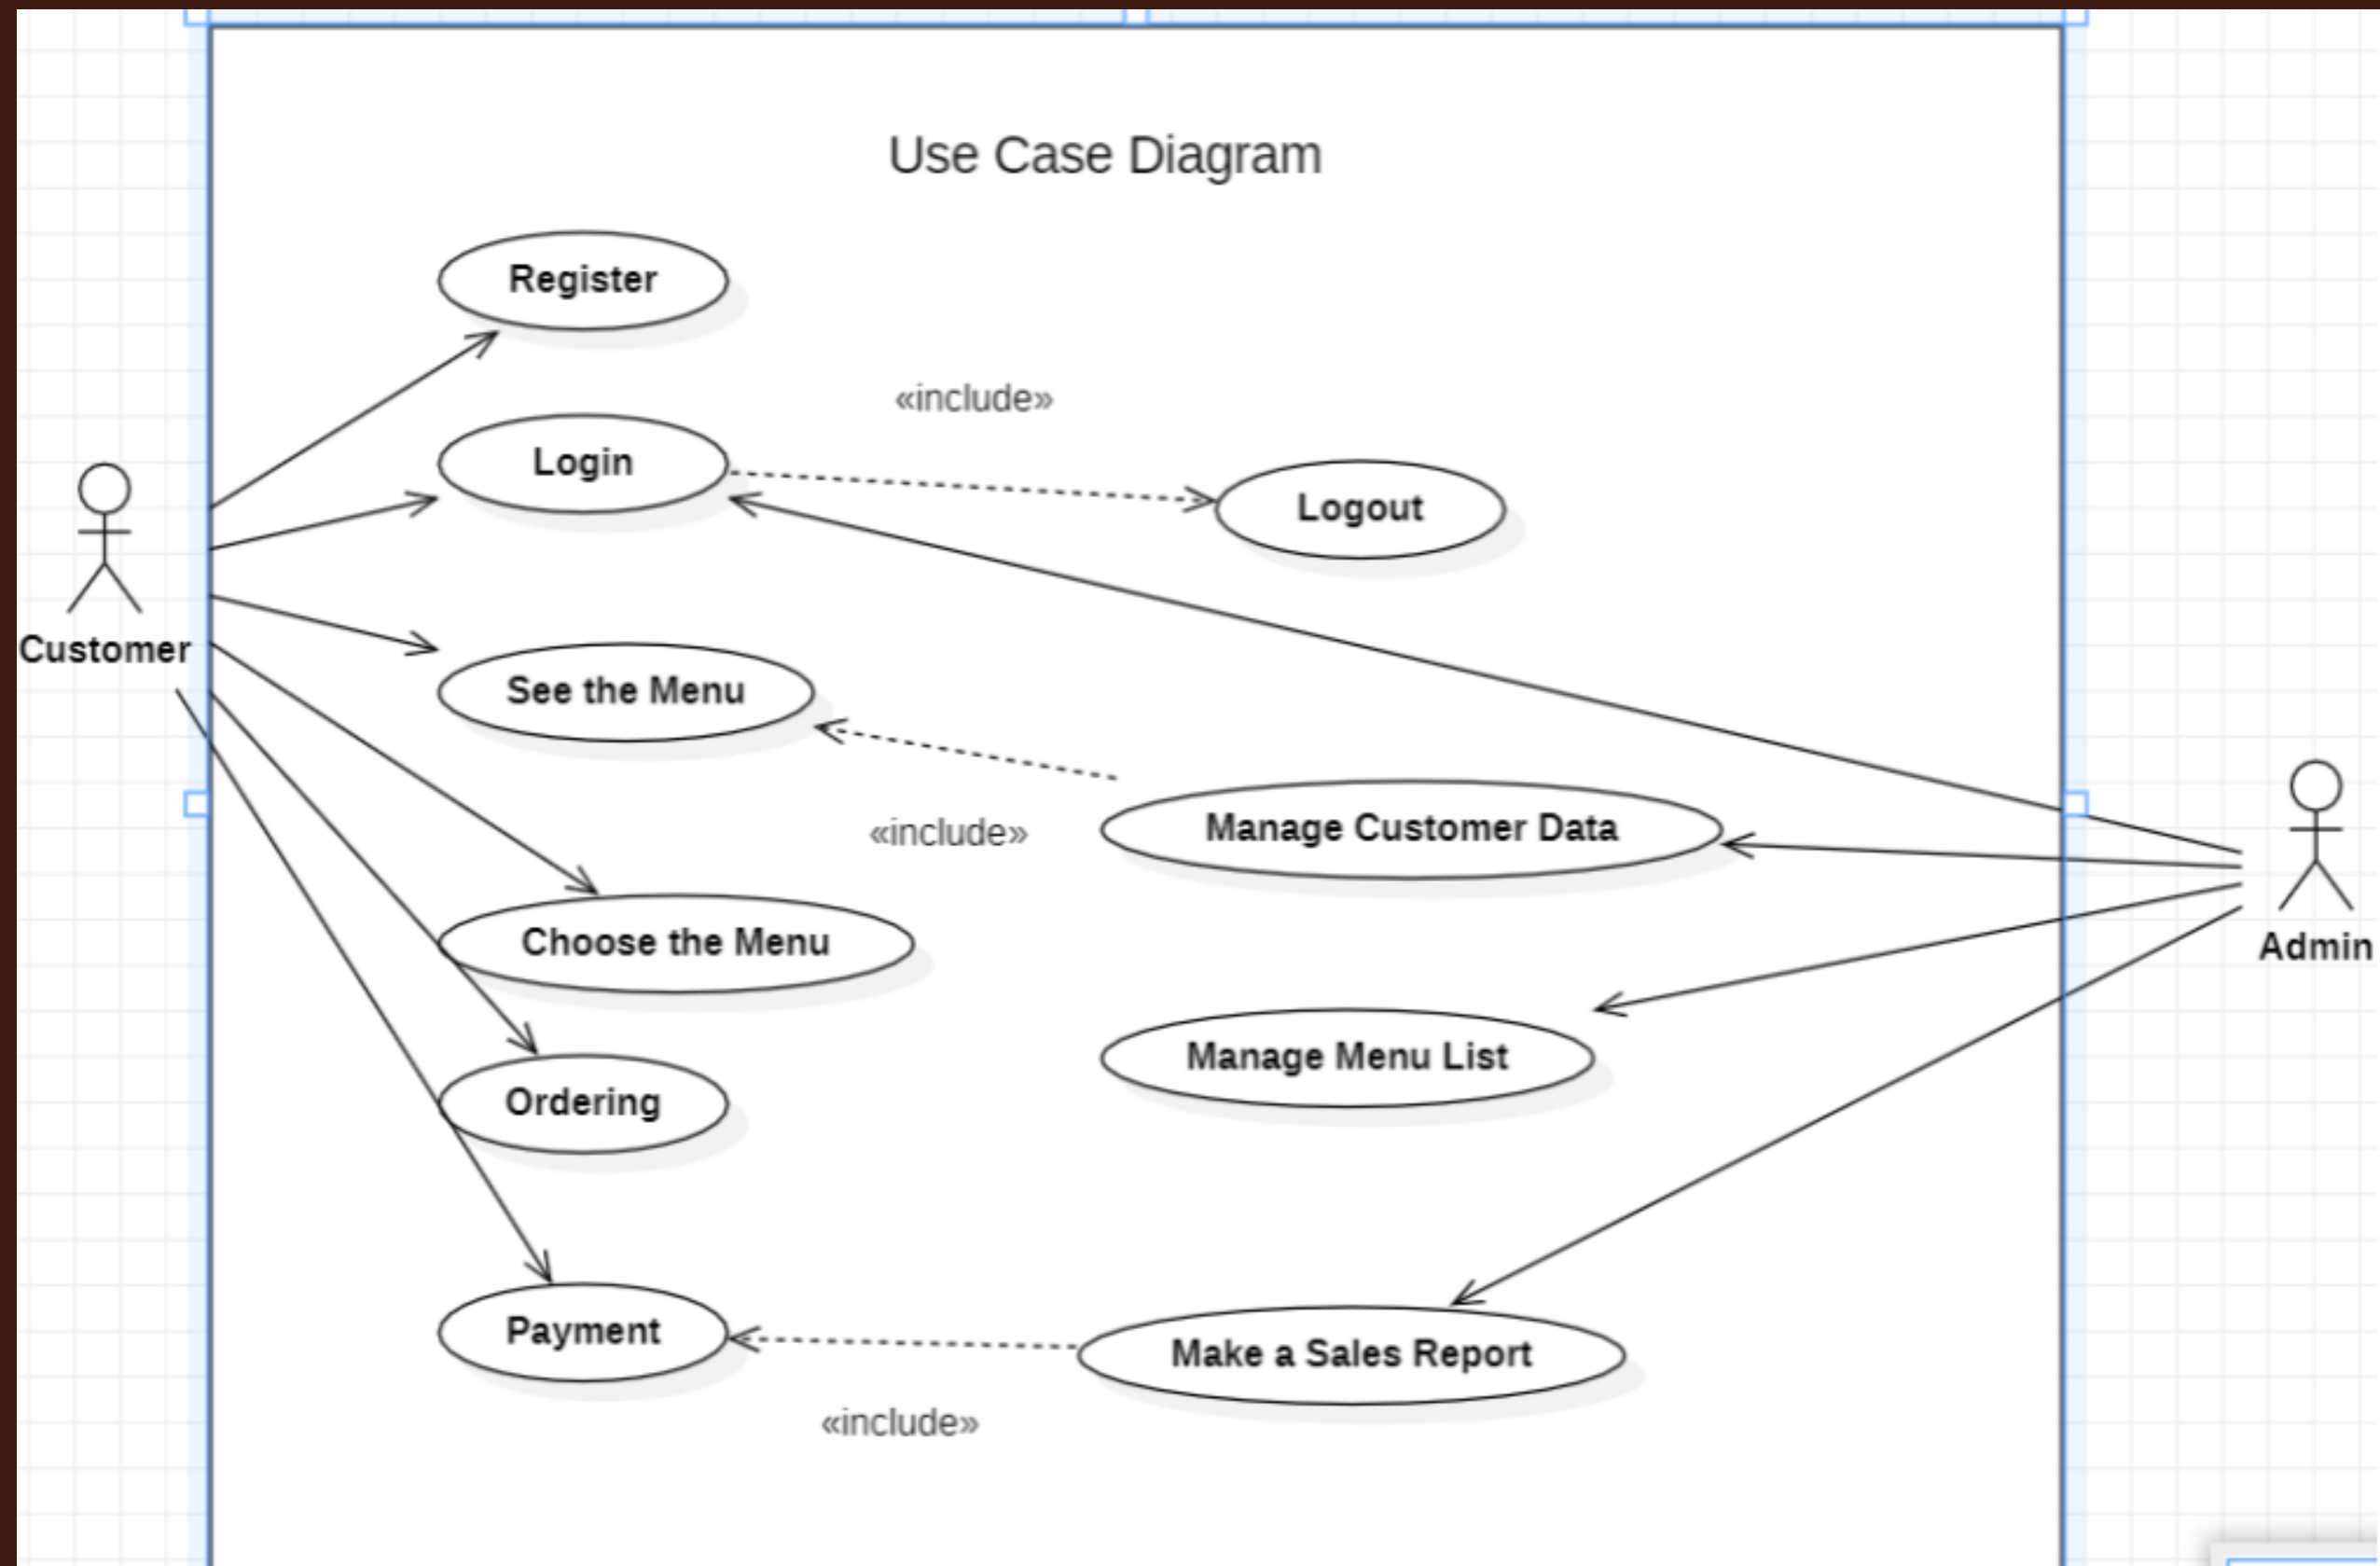 Use Case Diagram
Register
«include»
Login
Logout
Customer
See the Menu
Manage Customer Data
«include»
Choose the Menu
Admin
Manage Menu List
Ordering
Payment
Make a Sales Report
«include»